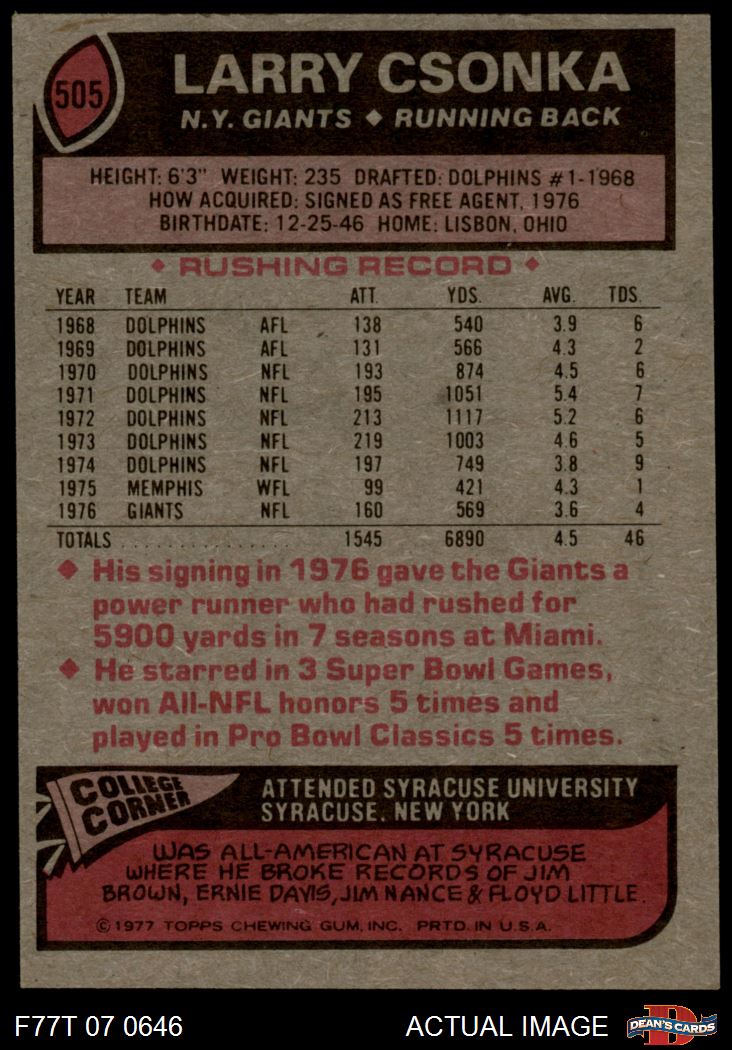 505
LARRY CSONKA
N.Y. GIANTS ◆ RUNNING BACK
HEIGHT: 6'3" WEIGHT: 235 DRAFTED: DOLPHINS #1-1968
HOW ACQUIRED: SIGNED AS FREE AGENT, 1976
BIRTHDATE: 12-25-46 HOME: LISBON, OHIO
◆ RUSHING RECORD ◆
YEAR TEAM ATT. YDS. AVG. TDS.
1968 DOLPHINS AFL 138 540 3.9 6
1969 DOLPHINS AFL 131 566 4.3 2
1970 DOLPHINS NFL 193 874 4.5 6
1971 DOLPHINS NFL 195 1051 5.4 7
1972 DOLPHINS NFL 213 1117 5.2 6
1973 DOLPHINS NFL 219 1003 4.6 5
1974 DOLPHINS NFL 197 749 3.8 9
1975 MEMPHIS WFL 99 421 4.3 1
1976 GIANTS NFL 160 569 3.6 4
TOTALS . . . . . . . . . . . . . 1545 6890 4.5 46
◆ His signing in 1976 gave the Giants a
power runner who had rushed for
5900 yards in 7 seasons at Miami.
◆ He starred in 3 Super Bowl Games,
won All-NFL honors 5 times and
played in Pro Bowl Classics 5 times.
COLLEGE
CORNER
ATTENDED SYRACUSE UNIVERSITY
SYRACUSE, NEW YORK
WAS ALL-AMERICAN AT SYRACUSE
WHERE HE BROKE RECORDS OF JIM
BROWN, ERNIE DAVIS, JIM NANCE & FLOYD LITTLE.
© 1977 TOPPS CHEWING GUM, INC. PRTD. IN U.S.A.
F77T 07 0646 ACTUAL IMAGE
D
DEAN'S CARDS